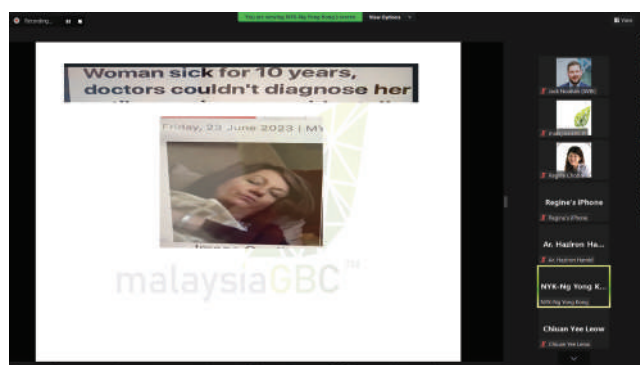 Recording...
You are viewing NYK-Ng Yong Kong's screen
View Options
View
Woman sick for 10 years,
doctors couldn't diagnose her
Friday, 23 June 2023 | MY
malaysiaGBC
Regine's iPhone
Regine's iPhone
Ar. Haziron Ha...
Ar. Haziron Hamid
NYK-Ng Yong K...
NYK-Ng Yong Kong
Chiuan Yee Leow
Chiuan Yee Leow